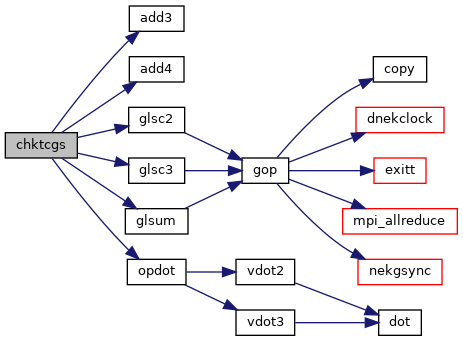 chktcgs
add3
add4
glsc2
glsc3
glsum
opdot
gop
vdot2
vdot3
copy
dnekclock
exitt
mpi_allreduce
nekgsync
dot